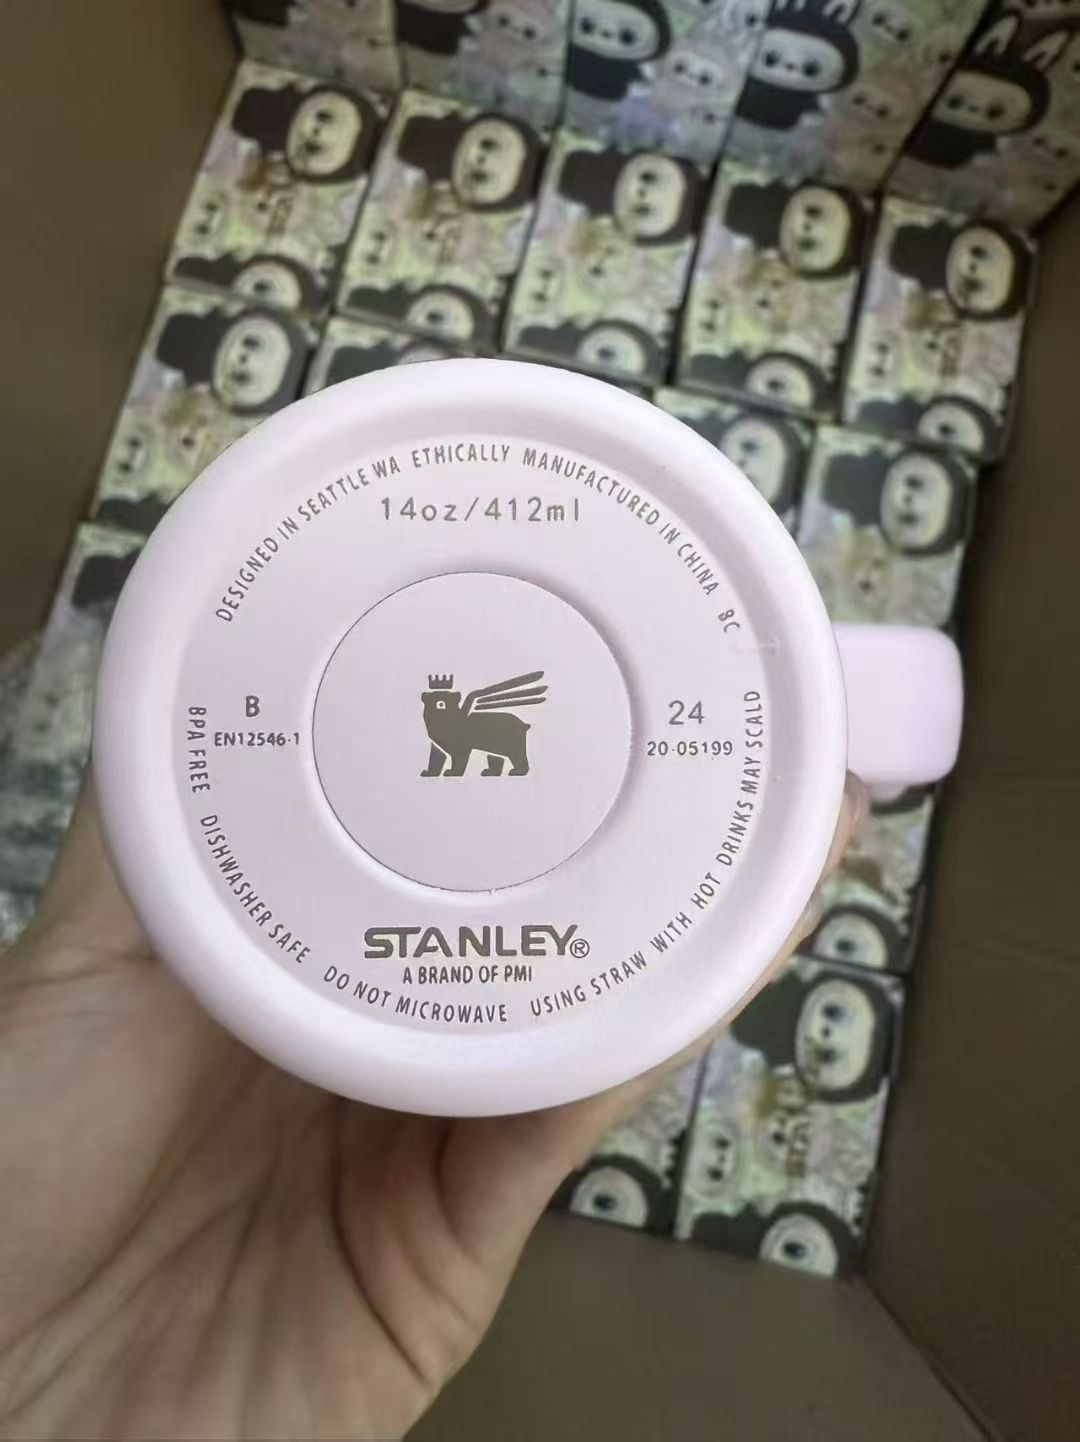 DESIGNED IN SEATTLE WA ETHICALLY MANUFACTURED IN CHINA 8C
14oz/412ml
B
EN12546-1
24
20-05199
BPA FREE DISHWASHER SAFE DO NOT MICROWAVE USING STRAW WITH HOT DRINKS MAY SCALD
STANLEY®
A BRAND OF PMI